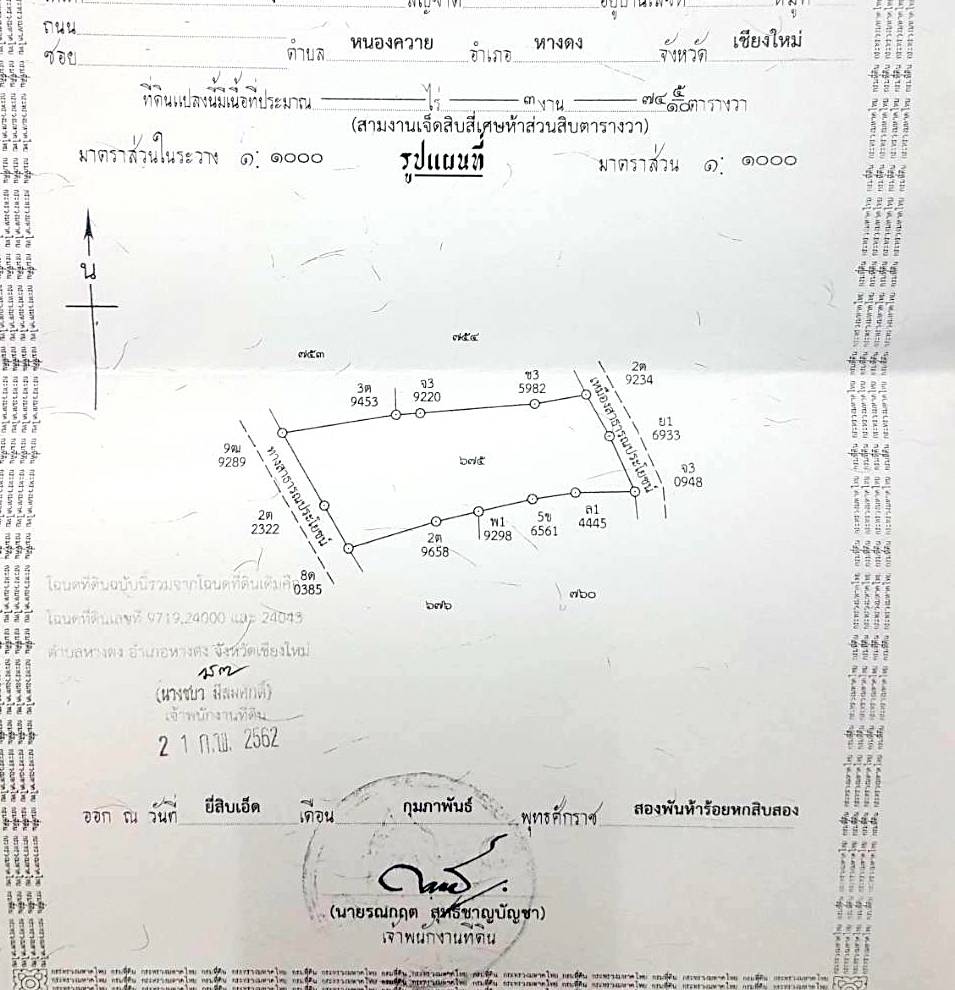 ถนน
ซอย ตำบล หนองควาย อำเภอ หางดง จังหวัด เชียงใหม่
ที่ดินแปลงนี้มีเนื้อที่ประมาณ ไร่ ๓ งาน ๗๔ ๕/๑๐ ตารางวา
(สามงานเจ็ดสิบสี่เศษห้าส่วนสิบตารางวา)
มาตราส่วนในระวาง ๑: ๑๐๐๐ รูปแผนที่ มาตราส่วน ๑: ๑๐๐๐
น
๗๕๓
๗๕๔
3ต
9453
จ3
9220
ข3
5982
2ต
9234
เหมืองสาธารณประโยชน์
ย1
6933
9ฒ
9289
ทางสาธารณประโยชน์
๖๗๕
จ3
0948
2ต
2322
2ต
9658
พ1
9298
5ข
6561
ล1
4445
8ด
0385
๖๗๖
๗๖๐
โฉนดที่ดินฉบับนี้รวมจากโฉนดที่ดินเดิมคือ
โฉนดที่ดินเลขที่ 9719,24000 และ 24043
ตำบลหางดง อำเภอหางดง จังหวัดเชียงใหม่
เจ้าพนักงานที่ดิน
2 1 ก.พ. 2562
ออก ณ วันที่ ยี่สิบเอ็ด เดือน กุมภาพันธ์ พุทธศักราช สองพันห้าร้อยหกสิบสอง
(นายรณกฤต สุทธิชาญบัญชา)
เจ้าพนักงานที่ดิน